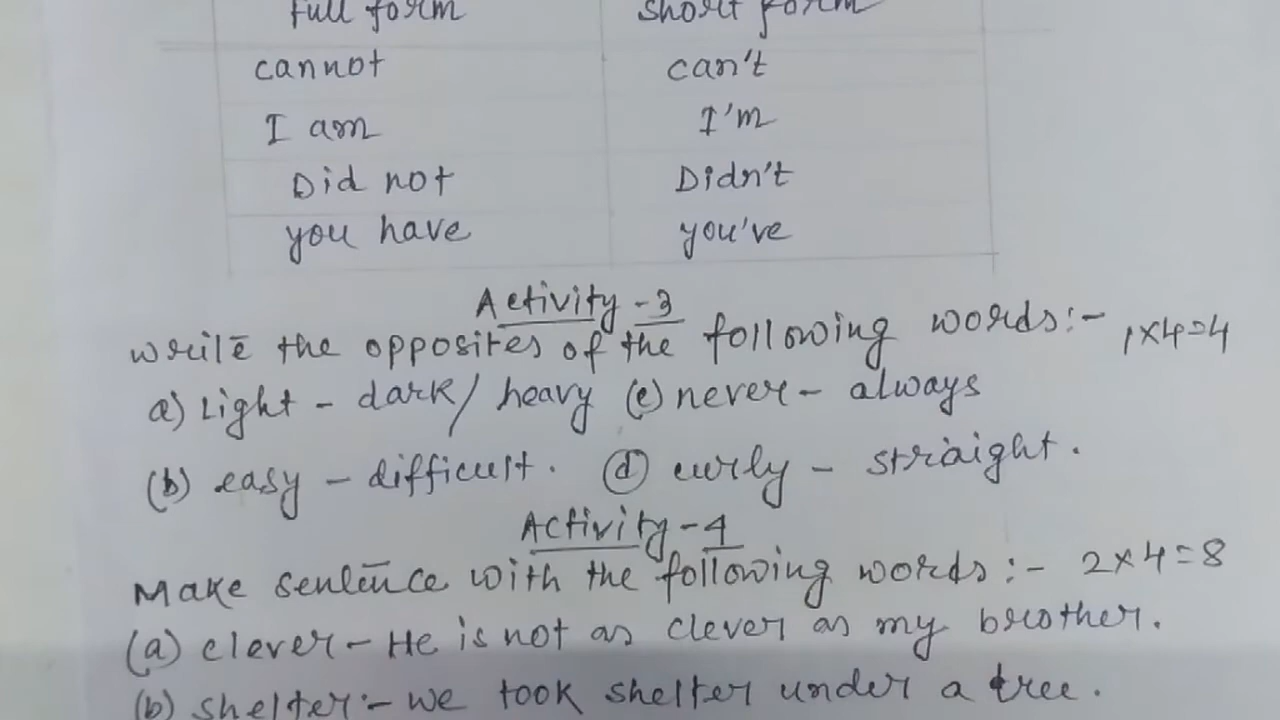 Full form short form
cannot can't
I am I'm
Did not Didn't
you have you've
Activity-3
write the opposites of the following words:- 1×4=4
a) Light - dark/ heavy (c) never - always
(b) easy - difficult. (d) curly - straight.
Activity-4
Make sentence with the following words:- 2×4=8
(a) clever - He is not as clever as my brother.
(b) shelter:- we took shelter under a tree.